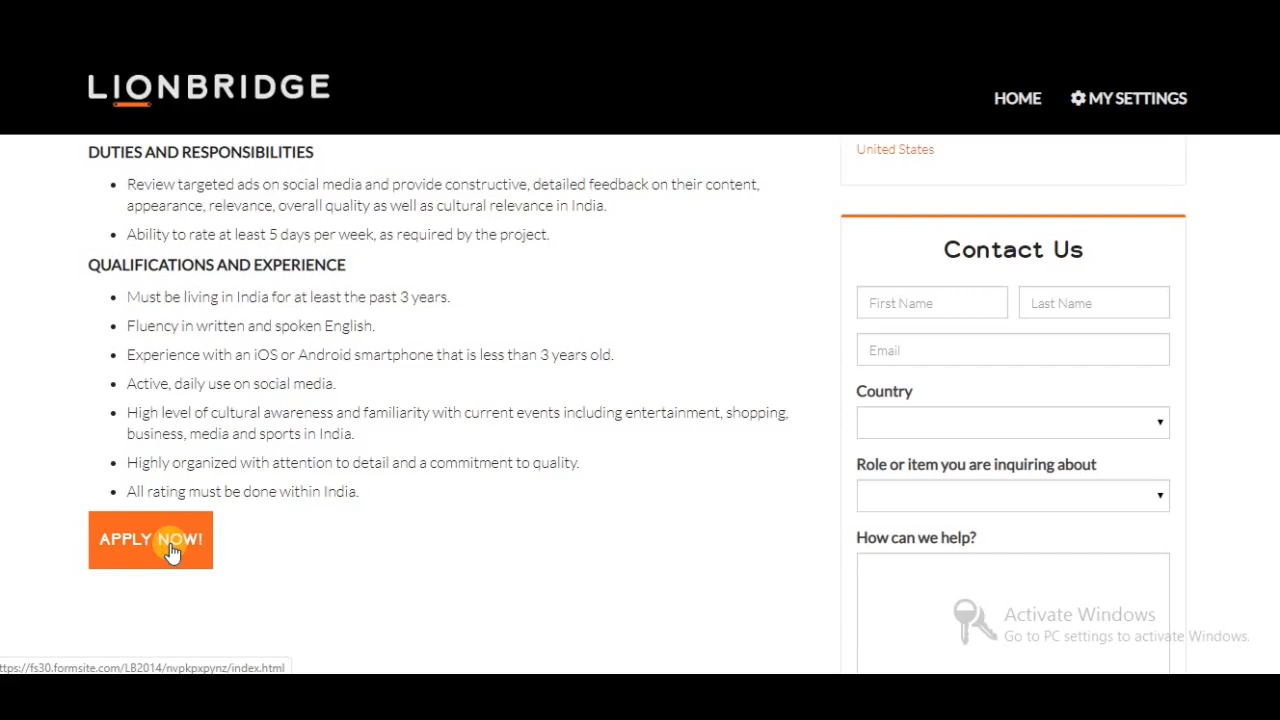 LIONBRIDGE
HOME
MY SETTINGS
DUTIES AND RESPONSIBILITIES
Review targeted ads on social media and provide constructive, detailed feedback on their content,
appearance, relevance, overall quality as well as cultural relevance in India.
Ability to rate at least 5 days per week, as required by the project.
QUALIFICATIONS AND EXPERIENCE
Must be living in India for at least the past 3 years.
Fluency in written and spoken English.
Experience with an iOS or Android smartphone that is less than 3 years old.
Active, daily use on social media.
High level of cultural awareness and familiarity with current events including entertainment, shopping,
business, media and sports in India.
Highly organized with attention to detail and a commitment to quality.
All rating must be done within India.
APPLY NOW!
United States
Contact Us
First Name
Last Name
Email
Country
Role or item you are inquiring about
How can we help?
Activate Windows
Go to PC settings to activate Windows.
ttps://fs30.formsite.com/LB2014/nvpkpxpynz/index.html